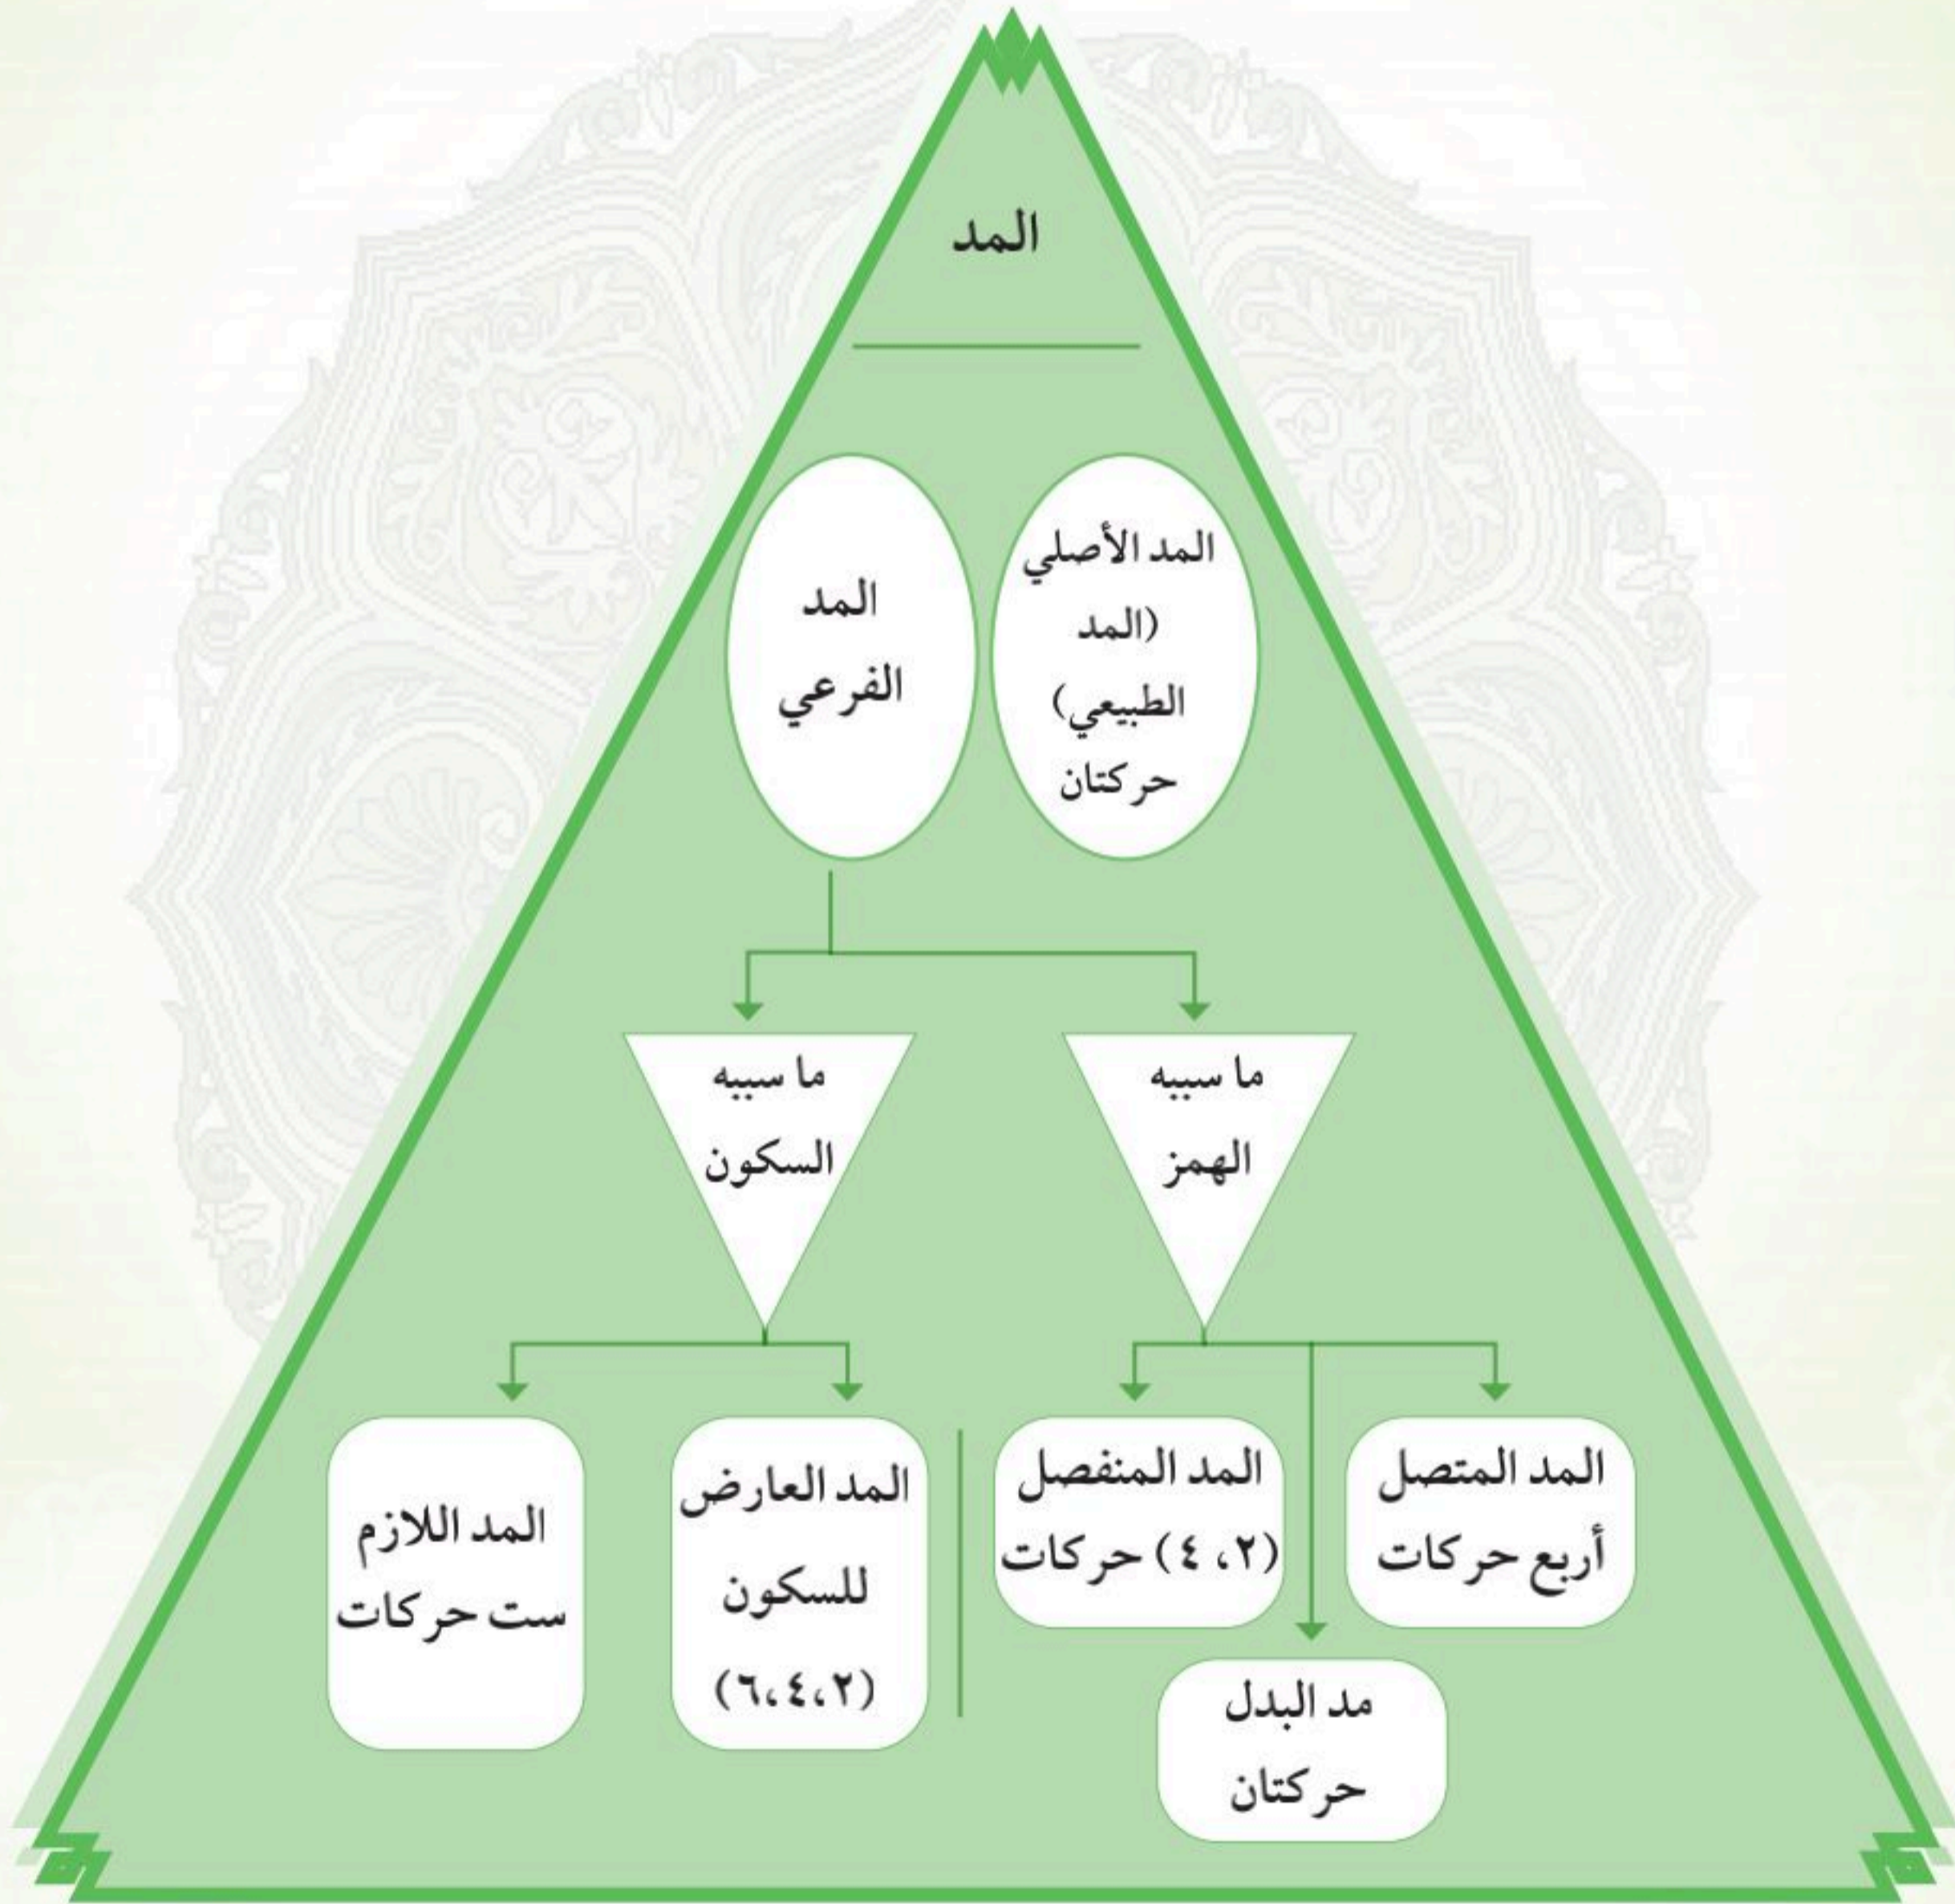 المد
المد الأصلي
(المد
الطبيعي)
حركتان
المد
الفرعي
ما سببه
الهمز
ما سببه
السكون
المد المتصل
أربع حركات
المد المنفصل
(٢، ٤) حركات
مد البدل
حركتان
المد العارض
للسكون
(٢،٤،٦)
المد اللازم
ست حركات